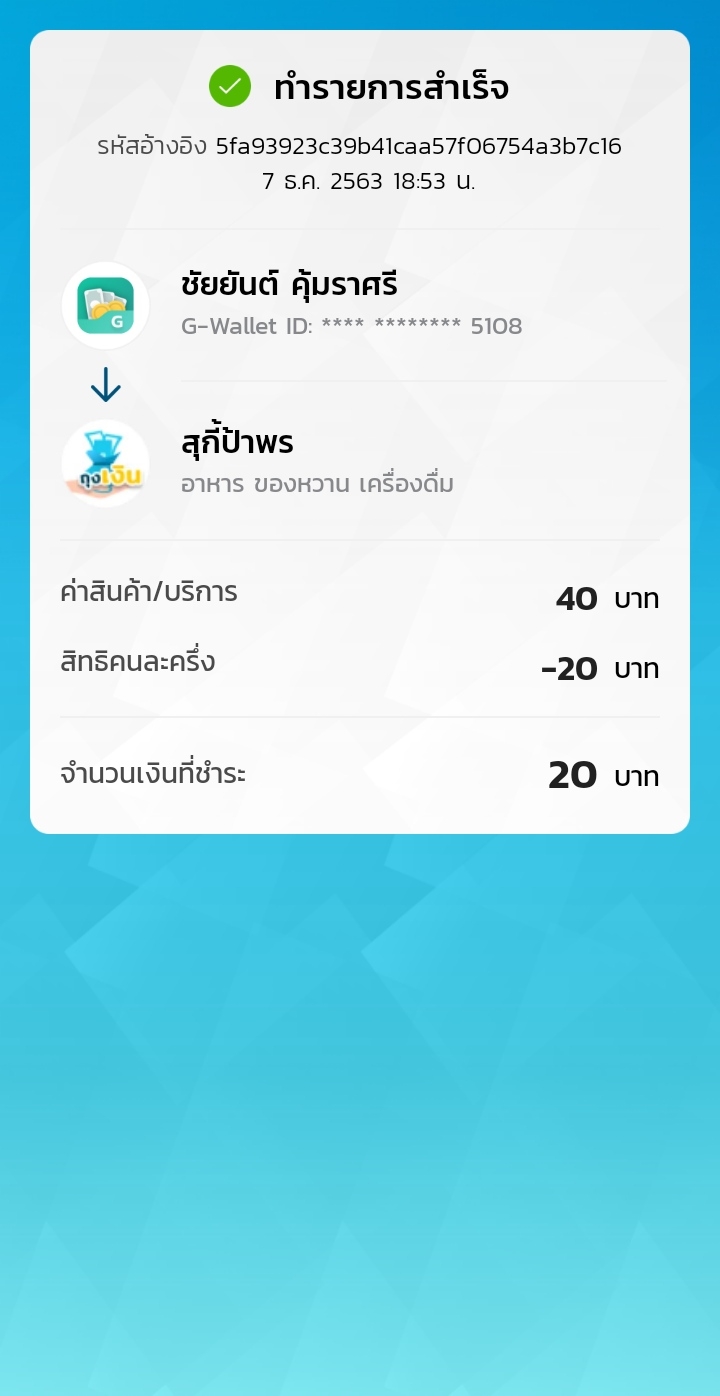 ทำรายการสำเร็จ
รหัสอ้างอิง 5fa93923c39b41caa57f06754a3b7c16
7 ธ.ค. 2563 18:53 น.
ชัยยันต์ คุ้มราศรี
G
G-Wallet ID: **** ******** 5108
สุกี้ป้าพร
ถุงเงิน
อาหาร ของหวาน เครื่องดื่ม
ค่าสินค้า/บริการ 40 บาท
สิทธิคนละครึ่ง -20 บาท
จำนวนเงินที่ชำระ 20 บาท